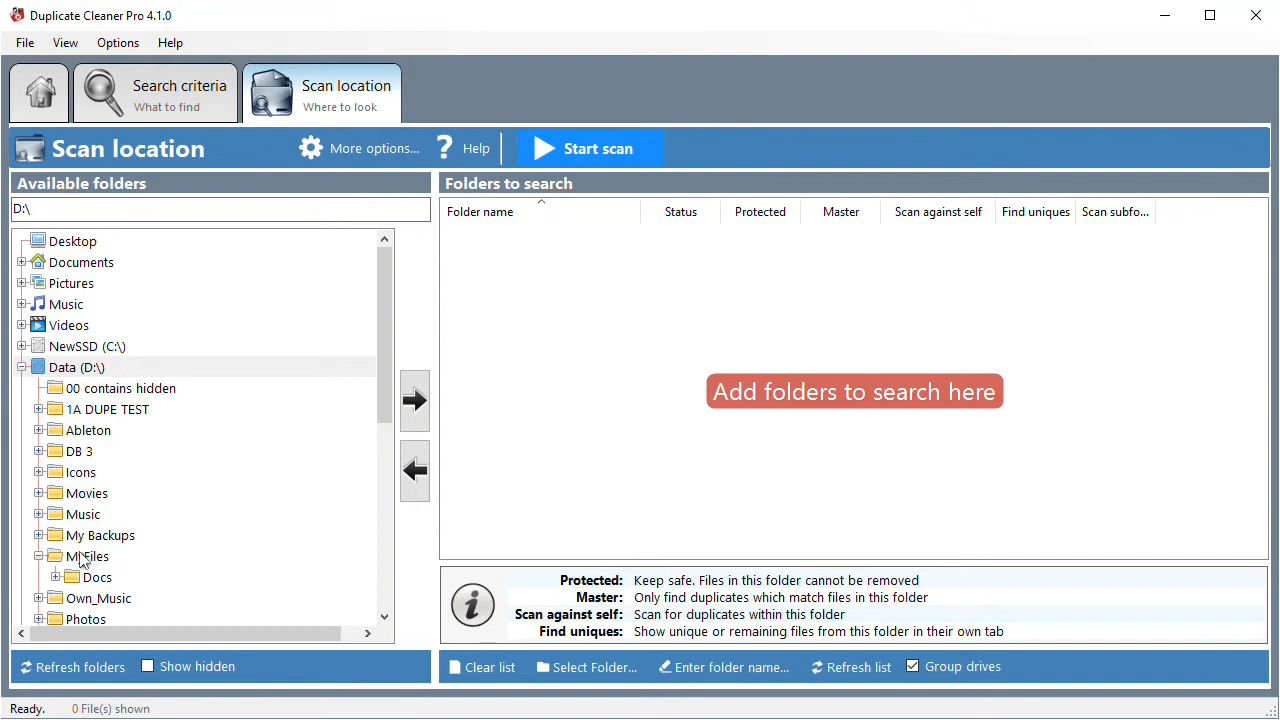 Duplicate Cleaner Pro 4.1.0
File View Options Help
Search criteria
What to find
Scan location
Where to look
Scan location
More options...
? Help
Start scan
Available folders
D:\
Desktop
Documents
Pictures
Music
Videos
NewSSD (C:\)
Data (D:\)
00 contains hidden
1A DUPE TEST
Ableton
DB 3
Icons
Movies
Music
My Backups
Docs
Own_Music
Photos
Refresh folders
Show hidden
Folders to search
Folder name Status Protected Master Scan against self Find uniques Scan subfo...
Add folders to search here
Protected: Keep safe. Files in this folder cannot be removed
Master: Only find duplicates which match files in this folder
Scan against self: Scan for duplicates within this folder
Find uniques: Show unique or remaining files from this folder in their own tab
Clear list
Select Folder...
Enter folder name...
Refresh list
Group drives
Ready. 0 File(s) shown